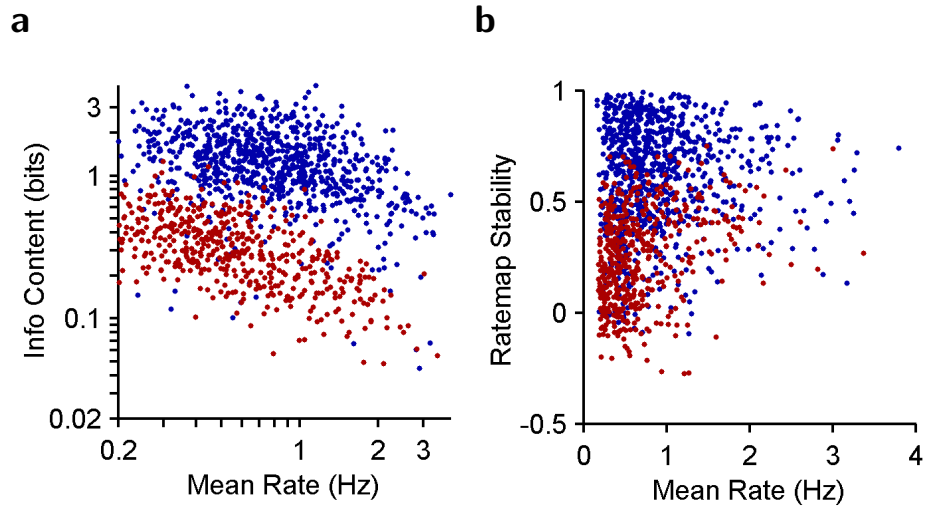 a
b
3
1
0.1
0.02
Info Content (bits)
0.2
1
2
3
Mean Rate (Hz)
1
0.5
0
-0.5
Ratemap Stability
0
1
2
3
4
Mean Rate (Hz)